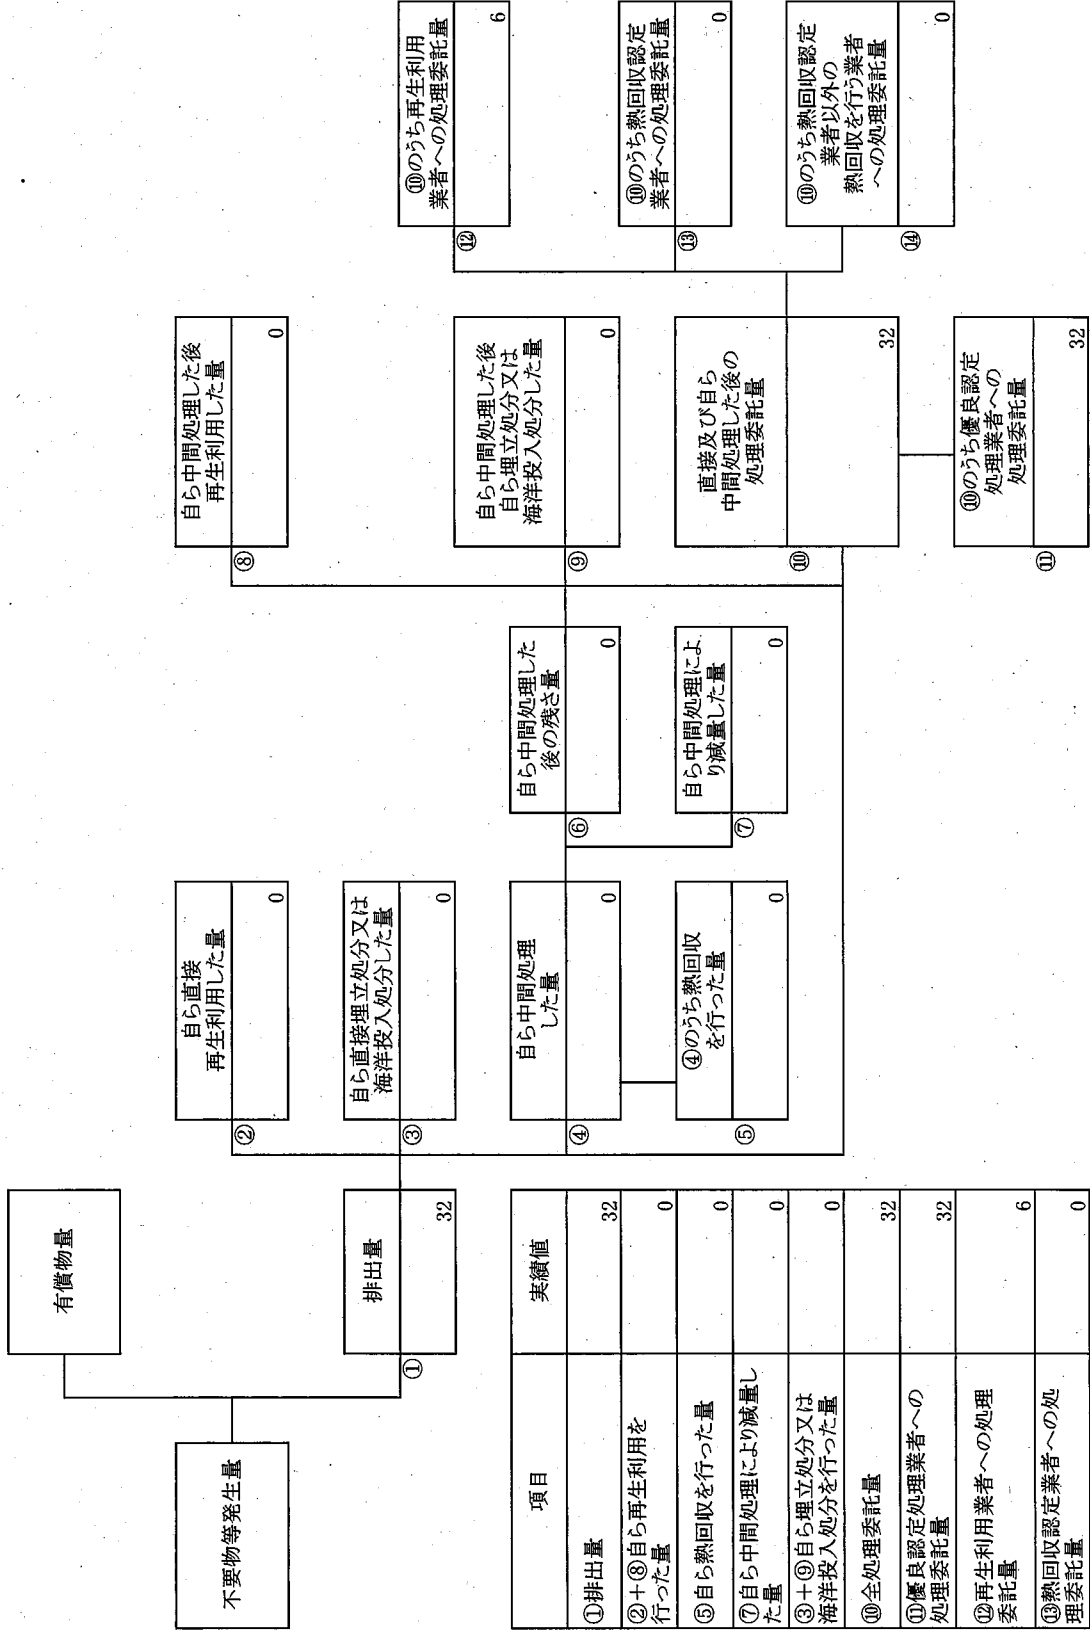 不要物等発生量
有償物量
①
排出量
32
②
自ら直接
再生利用した量
0
③
自ら直接埋立処分又は
海洋投入処分した量
0
④
自ら中間処理
した量
0
⑤
④のうち熱回収
を行った量
0
⑥
自ら中間処理した
後の残さ量
0
⑦
自ら中間処理によ
り減量した量
0
⑧
自ら中間処理した後
再生利用した量
0
⑨
自ら中間処理した後
自ら埋立処分又は
海洋投入処分した量
0
⑩
直接及び自ら
中間処理した後の
処理委託量
32
⑪
⑩のうち優良認定
処理業者への
処理委託量
32
⑫
⑩のうち再生利用
業者への処理委託量
6
⑬
⑩のうち熱回収認定
業者への処理委託量
0
⑭
⑩のうち熱回収認定
業者以外の
熱回収を行う業者
への処理委託量
0
項目 実績値
①排出量 32
②+⑧自ら再生利用を
行った量 0
⑤自ら熱回収を行った量 0
⑦自ら中間処理により減量し
た量 0
③+⑨自ら埋立処分又は
海洋投入処分を行った量 0
⑩全処理委託量 32
⑪優良認定処理業者への
処理委託量 32
⑫再生利用業者への処理
委託量 6
⑬熱回収認定業者への処
理委託量 0